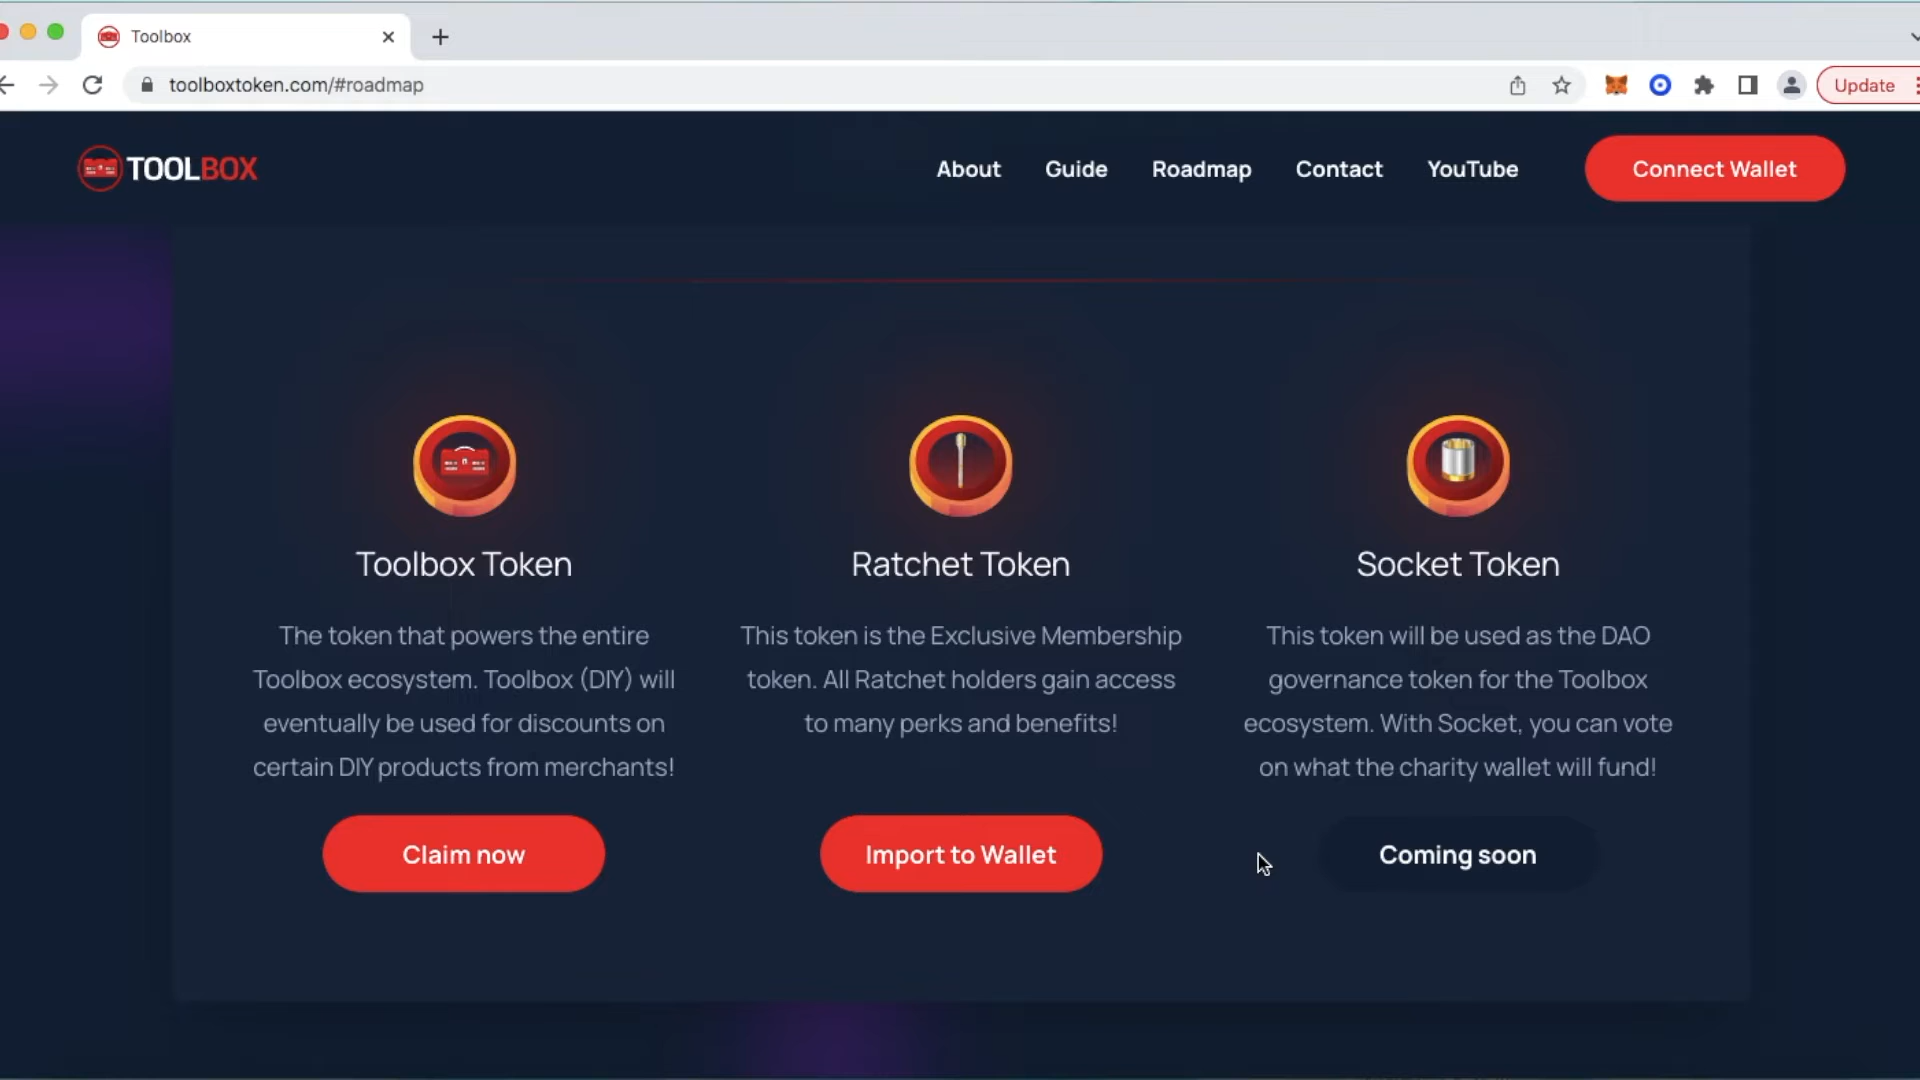 Toolbox
toolboxtoken.com/#roadmap
Update
TOOLBOX
About
Guide
Roadmap
Contact
YouTube
Connect Wallet
Toolbox Token
The token that powers the entire
Toolbox ecosystem. Toolbox (DIY) will
eventually be used for discounts on
certain DIY products from merchants!
Claim now
Ratchet Token
This token is the Exclusive Membership
token. All Ratchet holders gain access
to many perks and benefits!
Import to Wallet
Socket Token
This token will be used as the DAO
governance token for the Toolbox
ecosystem. With Socket, you can vote
on what the charity wallet will fund!
Coming soon